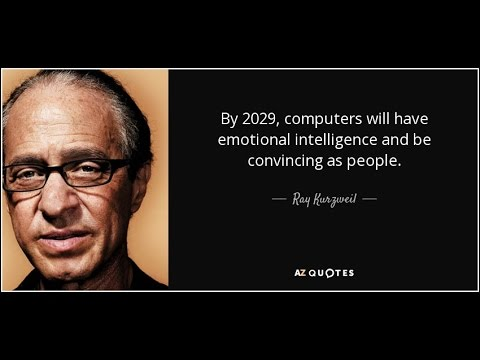 By 2029, computers will have
emotional intelligence and be
convincing as people.
Ray Kurzweil
AZ QUOTES